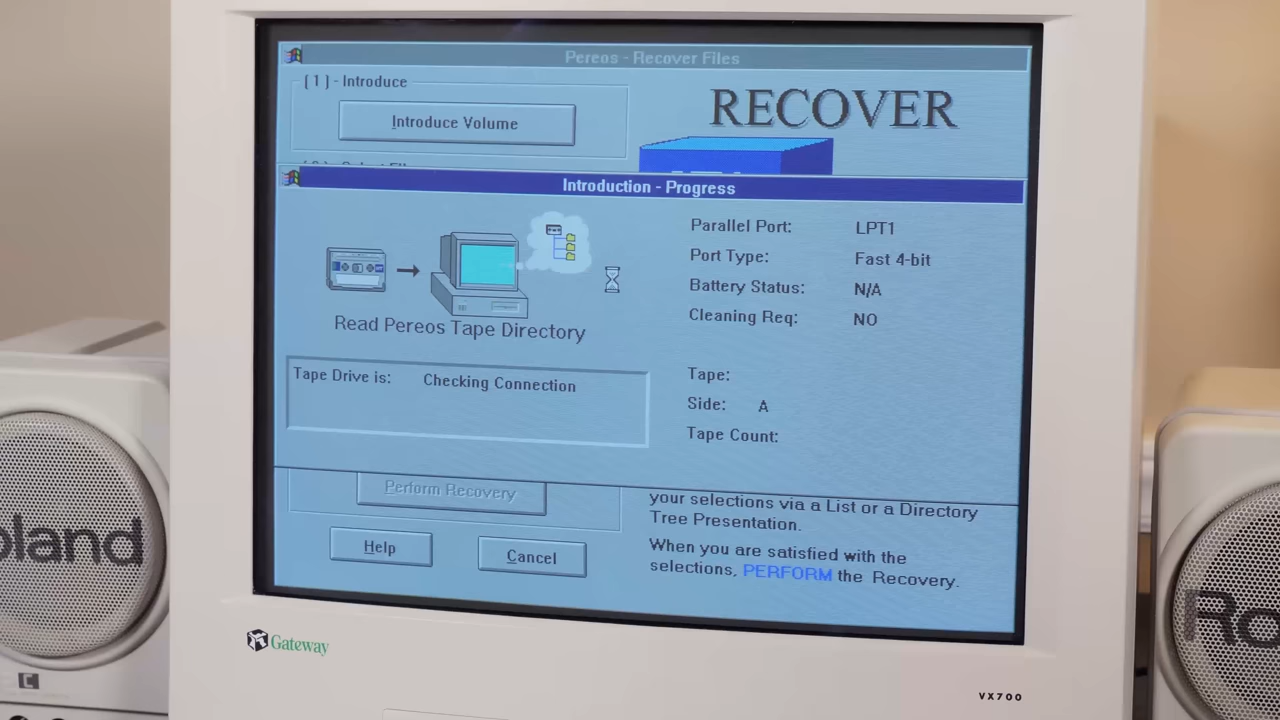 Pereos - Recover Files
( 1 ) - Introduce
Introduce Volume
RECOVER
Introduction - Progress
Read Pereos Tape Directory
Parallel Port: LPT1
Port Type: Fast 4-bit
Battery Status: N/A
Cleaning Req: NO
Tape Drive is: Checking Connection
Tape:
Side: A
Tape Count:
Perform Recovery
Help
Cancel
your selections via a List or a Directory
Tree Presentation.
When you are satisfied with the
selections, PERFORM the Recovery.
Gateway
VX700
oland
Ro
C